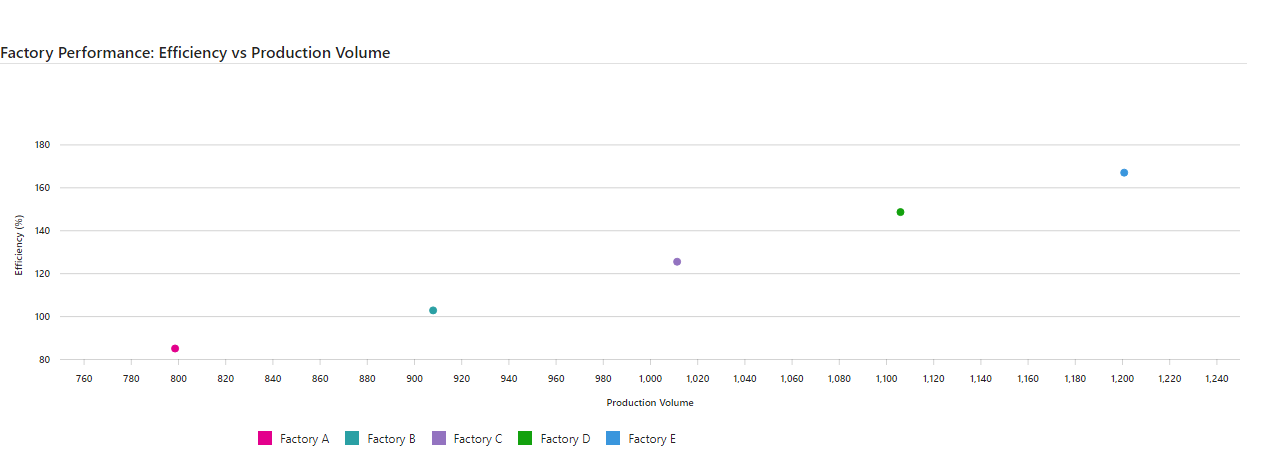 Factory Performance: Efficiency vs Production Volume
180
160
140
120
100
80
Efficiency (%)
760 780 800 820 840 860 880 900 920 940 960 980 1,000 1,020 1,040 1,060 1,080 1,100 1,120 1,140 1,160 1,180 1,200 1,220 1,240
Production Volume
Factory A Factory B Factory C Factory D Factory E